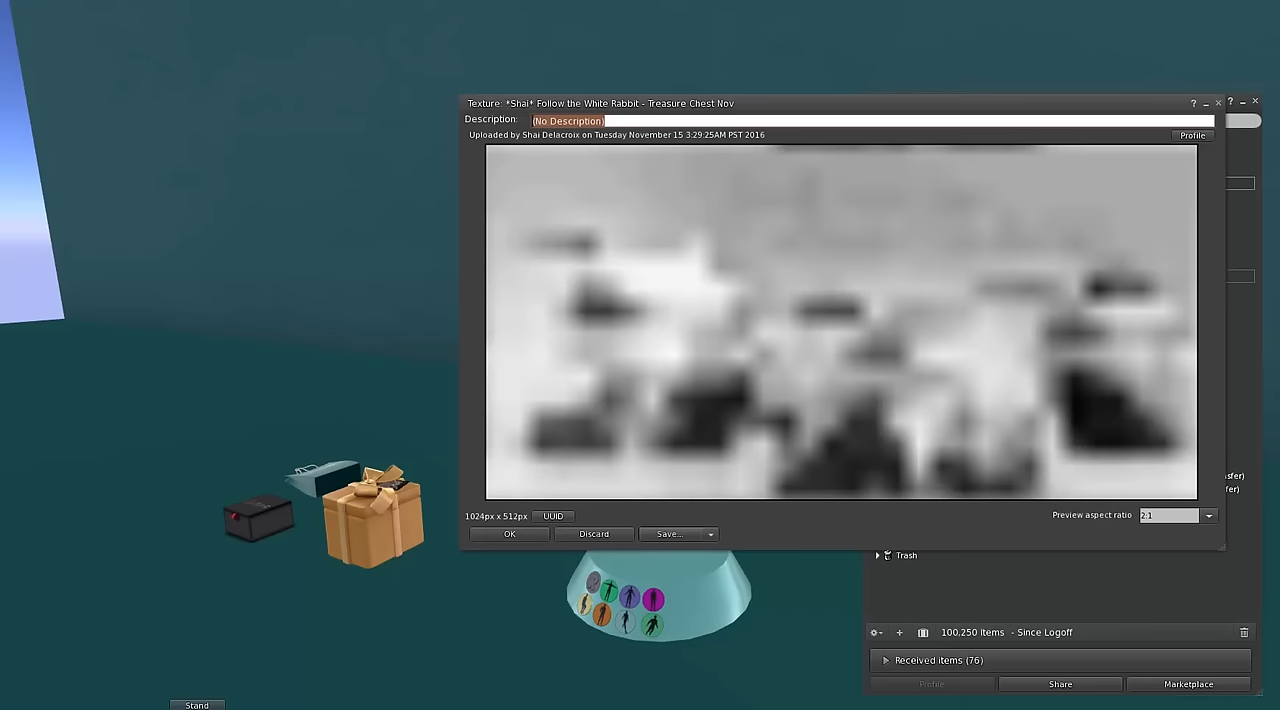 Texture: *Shai* Follow the White Rabbit - Treasure Chest Nov
? _ ×
? _ ×
Description: (No Description)
Uploaded by Shai Delacroix on Tuesday November 15 3:29:25AM PST 2016
Profile
sfer)
fer)
1024px x 512px UUID
Preview aspect ratio 2:1
OK Discard Save...
Trash
100,250 Items - Since Logoff
Received items (76)
Profile Share Marketplace
Stand